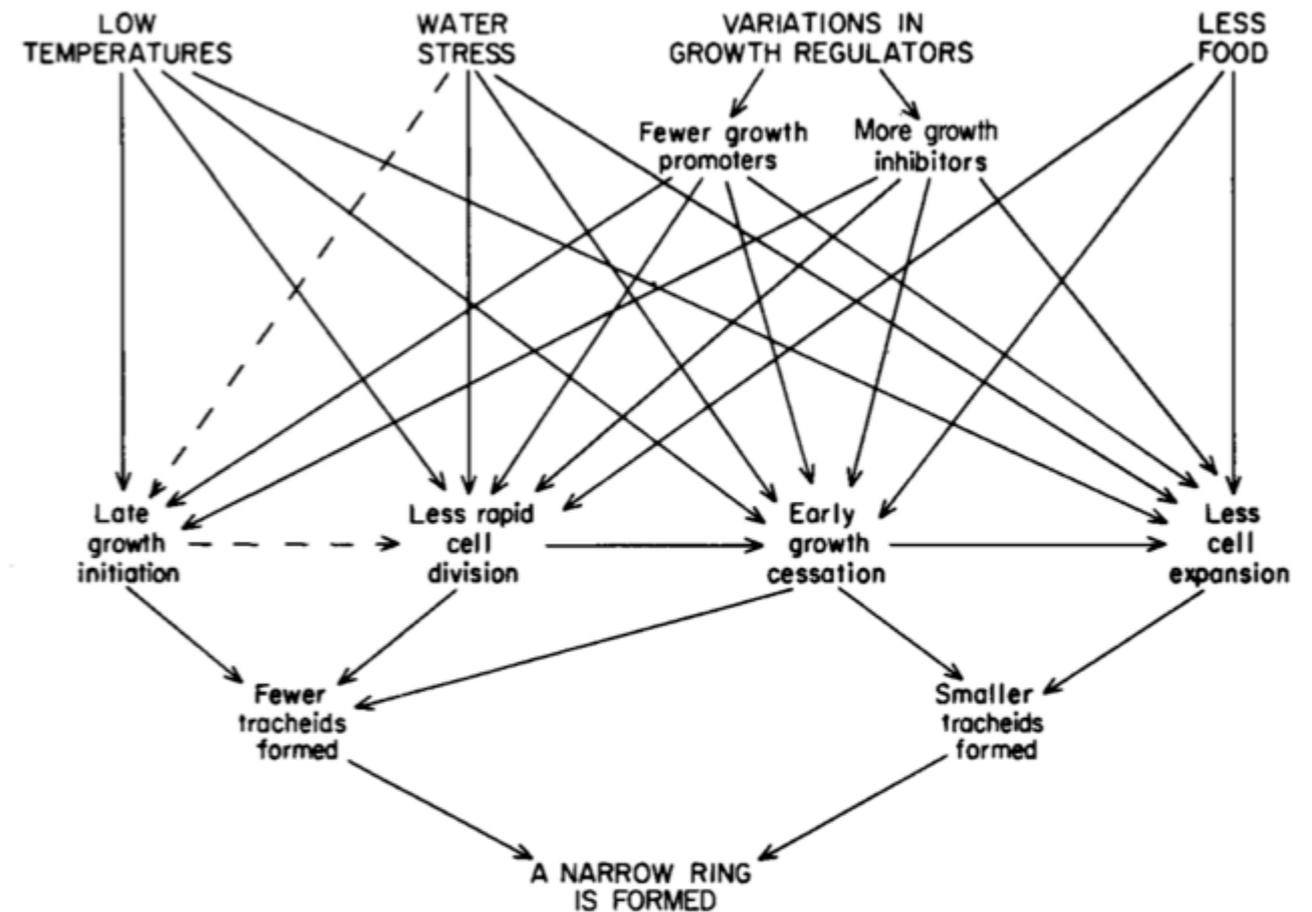 LOW
TEMPERATURES
WATER
STRESS
VARIATIONS IN
GROWTH REGULATORS
LESS
FOOD
Fewer growth
promoters
More growth
inhibitors
Late
growth
initiation
Less rapid
cell
division
Early
growth
cessation
Less
cell
expansion
Fewer
tracheids
formed
Smaller
tracheids
formed
A NARROW RING
IS FORMED